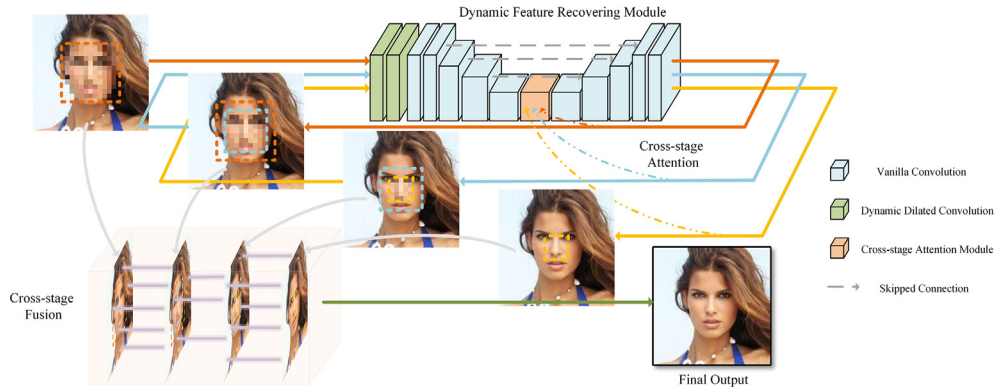 Dynamic Feature Recovering Module
Cross-stage
Attention
Vanilla Convolution
Dynamic Dilated Convolution
Cross-stage Attention Module
Skipped Connection
Cross-stage
Fusion
Final Output